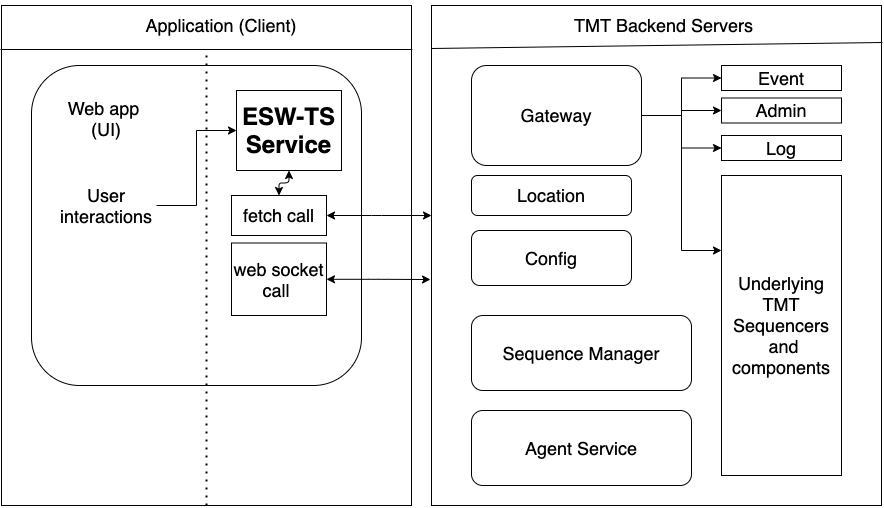 Application (Client)
TMT Backend Servers
Web app
(UI)
User
interactions
ESW-TS
Service
fetch call
web socket
call
Gateway
Location
Config
Sequence Manager
Agent Service
Event
Admin
Log
Underlying
TMT
Sequencers
and
components